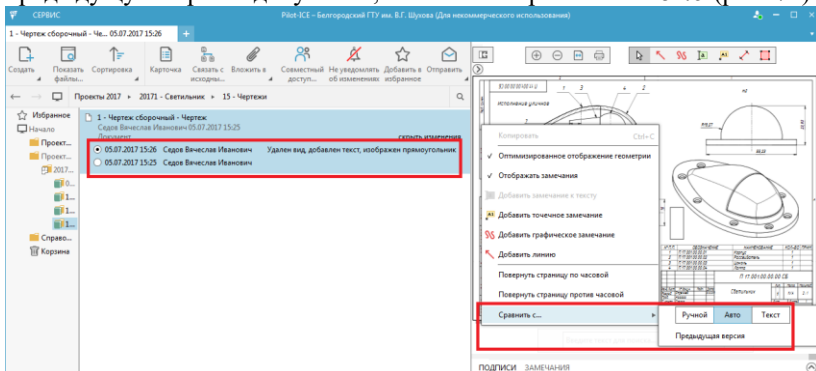 СЕРВИС
Pilot-ICE – Белгородский ГТУ им. В.Г. Шухова (Для некоммерческого использования)
1 - Чертеж сборочный - Че... 05.07.2017 15:26
+
Создать
Показать файлы...
Сортировка
Карточка
Связать с исходны...
Вложить в
Совместный доступ...
Не уведомлять об изменениях
Добавить в избранное
Отправить
Проекты 2017 ▸ 20171 - Светильник ▸ 15 - Чертежи
Избранное
Начало
Проект...
Проект...
2017...
0...
1...
1...
1...
Справо...
Корзина
1 - Чертеж сборочный - Чертеж
Седов Вячеслав Иванович 05.07.2017 15:25
Документ
скрыть изменения
05.07.2017 15:26 Седов Вячеслав Иванович Удален вид, добавлен текст, изображен прямоугольник
05.07.2017 15:25 Седов Вячеслав Иванович
Копировать Ctrl+C
Оптимизированное отображение геометрии
Отображать замечания
Добавить замечание к тексту
Добавить точечное замечание
Добавить графическое замечание
Добавить линию
Повернуть страницу по часовой
Повернуть страницу против часовой
Сравнить с...
Ручной Авто Текст
Предыдущая версия
Светильник
ПОДПИСИ ЗАМЕЧАНИЯ